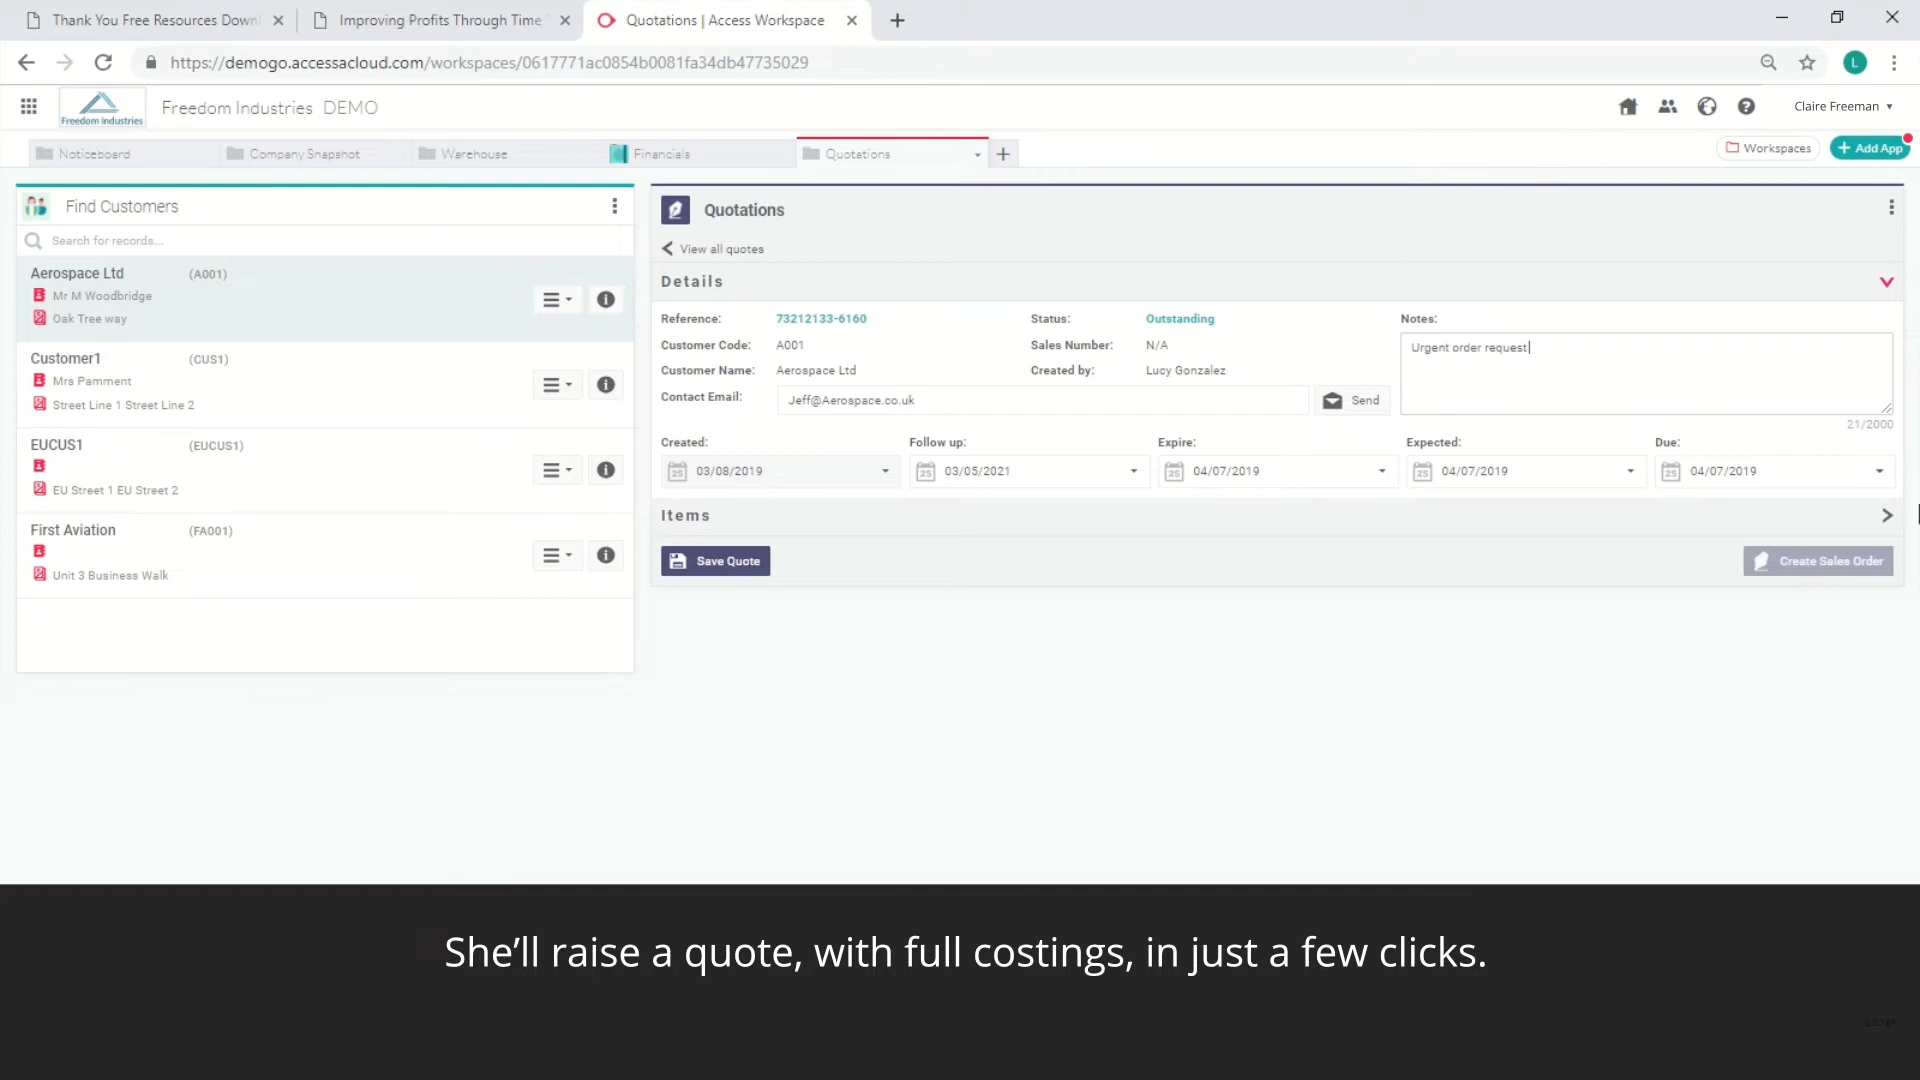 Thank You Free Resources Down
Improving Profits Through Time
Quotations | Access Workspace
https://demogo.accessacloud.com/workspaces/0617771ac0854b0081fa34db47735029
L
Freedom Industries
Freedom Industries DEMO
Claire Freeman
Noticeboard
Company Snapshot
Warehouse
Financials
Quotations
Workspaces
+ Add App
Find Customers
Search for records...
Aerospace Ltd (A001)
Mr M Woodbridge
Oak Tree way
Customer1 (CUS1)
Mrs Pamment
Street Line 1 Street Line 2
EUCUS1 (EUCUS1)
EU Street 1 EU Street 2
First Aviation (FA001)
Unit 3 Business Walk
Quotations
View all quotes
Details
Reference: 73212133-6160 Status: Outstanding Notes:
Urgent order request
Customer Code: A001 Sales Number: N/A
Customer Name: Aerospace Ltd Created by: Lucy Gonzalez
Contact Email: Jeff@Aerospace.co.uk Send
21/2000
Created: Follow up: Expire: Expected: Due:
25 03/08/2019 25 03/05/2021 25 04/07/2019 25 04/07/2019 25 04/07/2019
Items
Save Quote
Create Sales Order
She’ll raise a quote, with full costings, in just a few clicks.